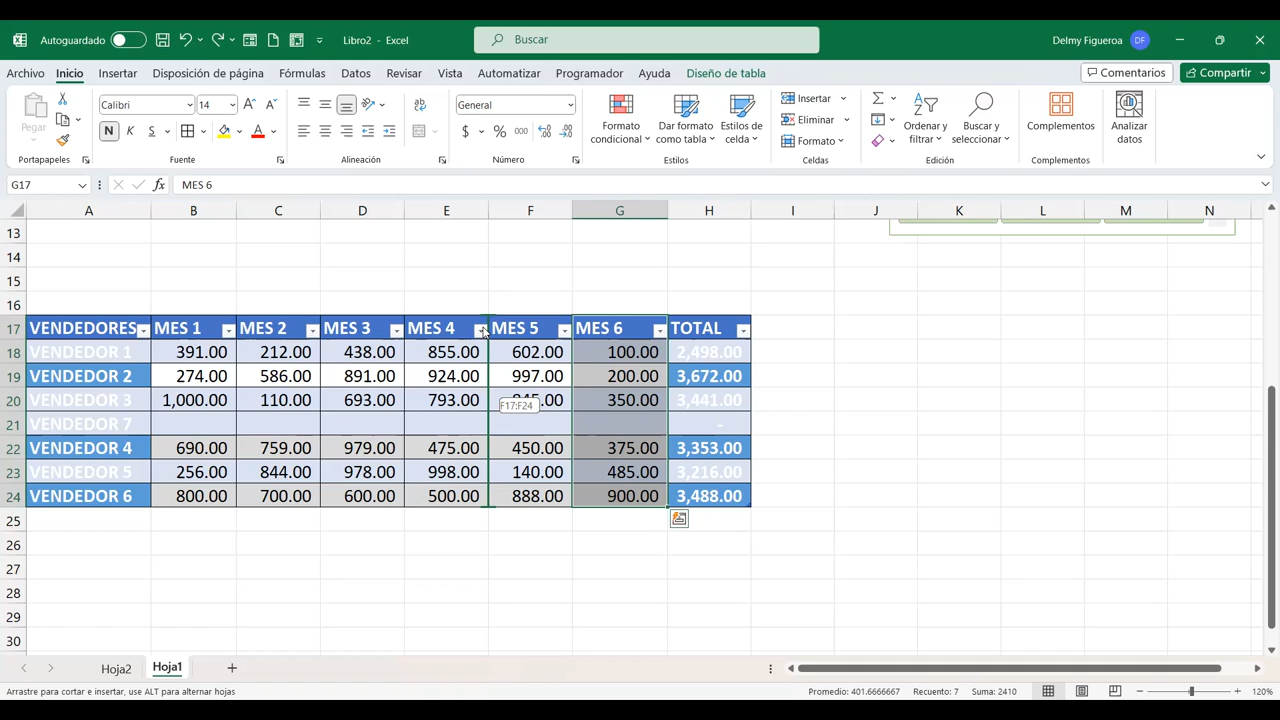 Autoguardado
Libro2 - Excel
Buscar
Delmy Figueroa DF
Archivo Inicio Insertar Disposición de página Fórmulas Datos Revisar Vista Automatizar Programador Ayuda Diseño de tabla
Comentarios Compartir
Pegar
Portapapeles
Calibri 14
N K S
Fuente
Alineación
General
$ % 000
Número
Formato condicional
Dar formato como tabla
Estilos de celda
Estilos
Insertar
Eliminar
Formato
Celdas
Ordenar y filtrar
Buscar y seleccionar
Edición
Complementos
Complementos
Analizar datos
G17 fx MES 6
A B C D E F G H I J K L M N
13
14
15
16
17 VENDEDORES MES 1 MES 2 MES 3 MES 4 MES 5 MES 6 TOTAL
18 VENDEDOR 1 391.00 212.00 438.00 855.00 602.00 100.00 2,498.00
19 VENDEDOR 2 274.00 586.00 891.00 924.00 997.00 200.00 3,672.00
20 VENDEDOR 3 1,000.00 110.00 693.00 793.00 350.00 3,441.00
F17:F24
21 VENDEDOR 7 -
22 VENDEDOR 4 690.00 759.00 979.00 475.00 450.00 375.00 3,353.00
23 VENDEDOR 5 256.00 844.00 978.00 998.00 140.00 485.00 3,216.00
24 VENDEDOR 6 800.00 700.00 600.00 500.00 888.00 900.00 3,488.00
25
26
27
28
29
30
Hoja2 Hoja1
Arrastre para cortar e insertar, use ALT para alternar hojas
Promedio: 401.6666667 Recuento: 7 Suma: 2410
120%